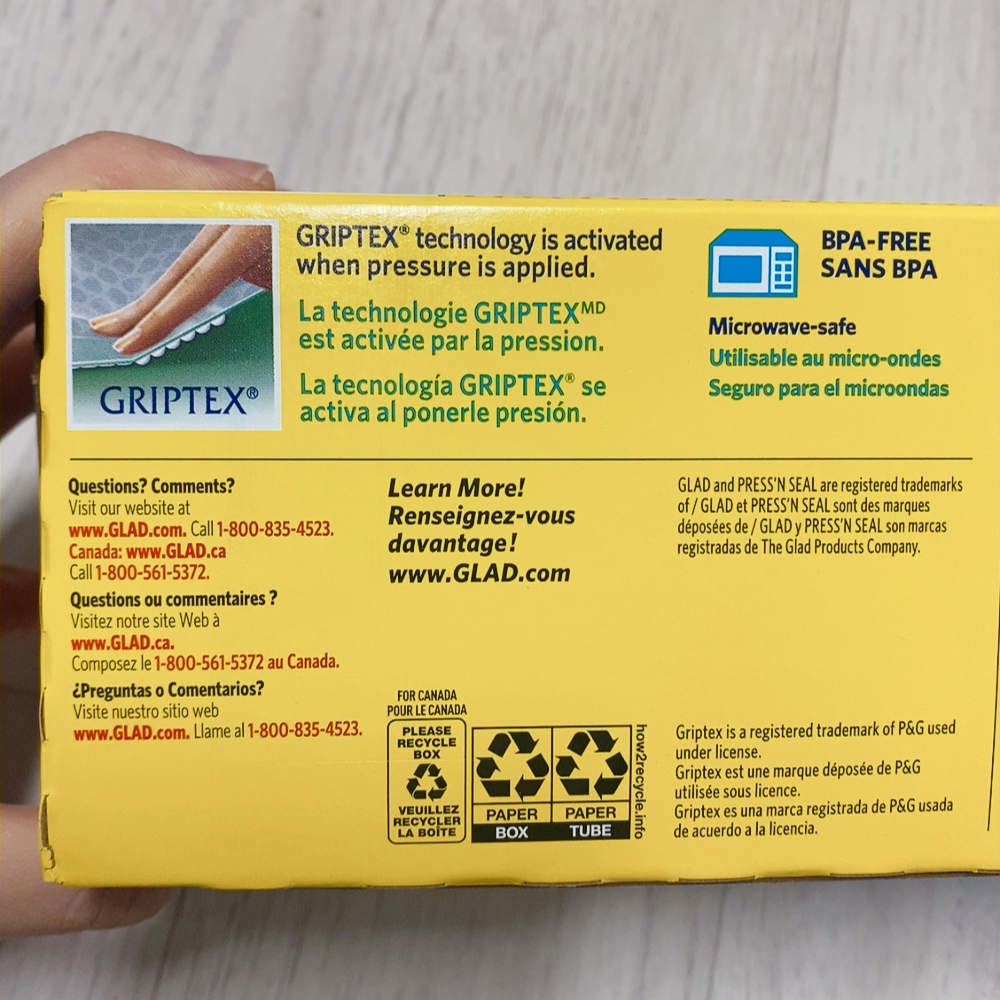 GRIPTEX®
GRIPTEX® technology is activated
when pressure is applied.
La technologie GRIPTEXMD
est activée par la pression.
La tecnología GRIPTEX® se
activa al ponerle presión.
BPA-FREE
SANS BPA
Microwave-safe
Utilisable au micro-ondes
Seguro para el microondas
Questions? Comments?
Visit our website at
www.GLAD.com. Call 1-800-835-4523.
Canada: www.GLAD.ca
Call 1-800-561-5372.
Questions ou commentaires ?
Visitez notre site Web à
www.GLAD.ca.
Composez le 1-800-561-5372 au Canada.
¿Preguntas o Comentarios?
Visite nuestro sitio web
www.GLAD.com. Llame al 1-800-835-4523.
Learn More!
Renseignez-vous
davantage!
www.GLAD.com
FOR CANADA
POUR LE CANADA
PLEASE
RECYCLE
BOX
VEUILLEZ
RECYCLER
LA BOÎTE
PAPER
BOX
PAPER
TUBE
how2recycle.info
GLAD and PRESS'N SEAL are registered trademarks
of / GLAD et PRESS'N SEAL sont des marques
déposées de / GLAD y PRESS'N SEAL son marcas
registradas de The Glad Products Company.
Griptex is a registered trademark of P&G used
under license.
Griptex est une marque déposée de P&G
utilisée sous licence.
Griptex es una marca registrada de P&G usada
de acuerdo a la licencia.